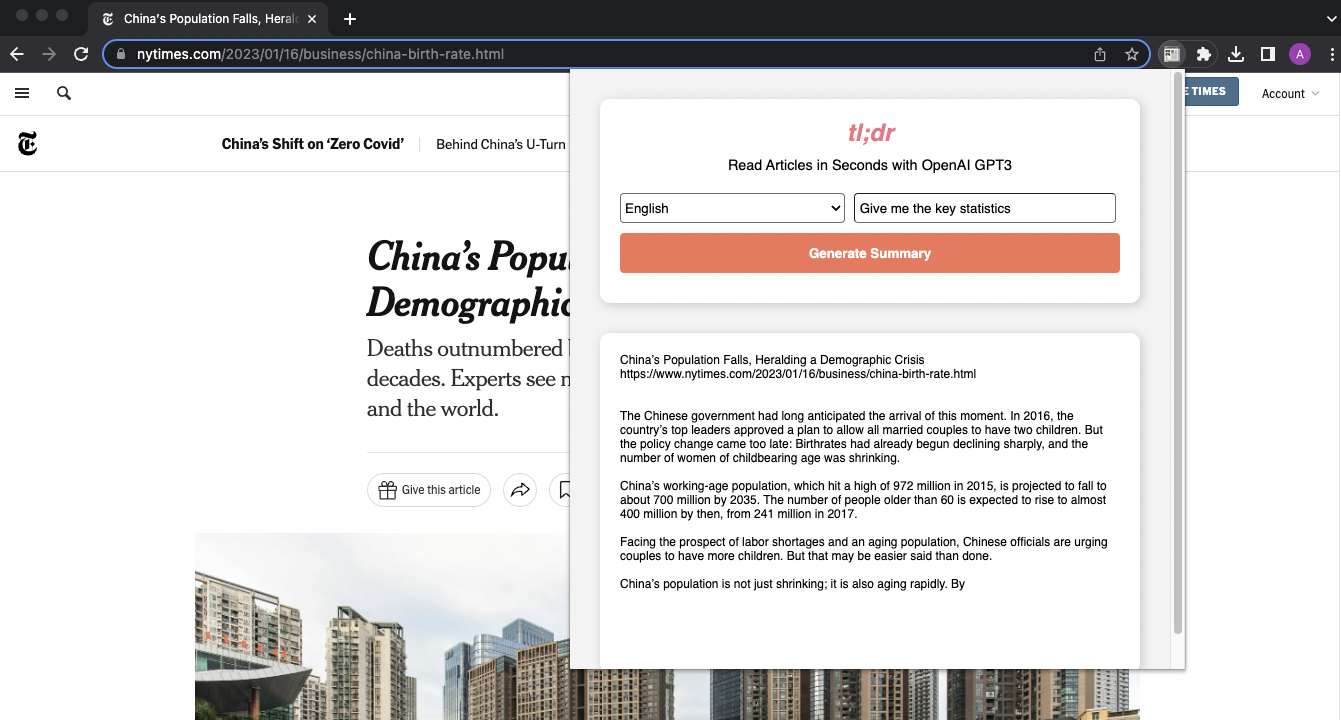 China's Population Falls, Heral
nytimes.com/2023/01/16/business/china-birth-rate.html
A
E TIMES
Account
China's Shift on 'Zero Covid'
Behind China's U-Turn
China's Popu
Demographic
Deaths outnumbered
decades. Experts see
and the world.
Give this article
tl;dr
Read Articles in Seconds with OpenAI GPT3
English
Give me the key statistics
Generate Summary
China's Population Falls, Heralding a Demographic Crisis
https://www.nytimes.com/2023/01/16/business/china-birth-rate.html
The Chinese government had long anticipated the arrival of this moment. In 2016, the
country's top leaders approved a plan to allow all married couples to have two children. But
the policy change came too late: Birthrates had already begun declining sharply, and the
number of women of childbearing age was shrinking.
China's working-age population, which hit a high of 972 million in 2015, is projected to fall to
about 700 million by 2035. The number of people older than 60 is expected to rise to almost
400 million by then, from 241 million in 2017.
Facing the prospect of labor shortages and an aging population, Chinese officials are urging
couples to have more children. But that may be easier said than done.
China's population is not just shrinking; it is also aging rapidly. By